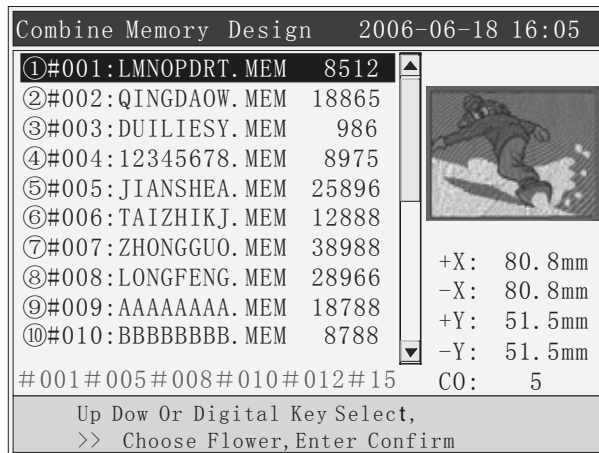 Combine Memory Design 2006-06-18 16:05
①#001:LMNOPDRT.MEM 8512
②#002:QINGDAOW.MEM 18865
③#003:DUILIESY.MEM 986
④#004:12345678.MEM 8975
⑤#005:JIANSHEA.MEM 25896
⑥#006:TAIZHIKJ.MEM 12888
⑦#007:ZHONGGUO.MEM 38988
⑧#008:LONGFENG.MEM 28966
⑨#009:AAAAAAAA.MEM 18788
⑩#010:BBBBBBBB.MEM 8788
#001#005#008#010#012#15
+X: 80.8mm
-X: 80.8mm
+Y: 51.5mm
-Y: 51.5mm
CO: 5
Up Dow Or Digital Key Select,
>> Choose Flower,Enter Confirm